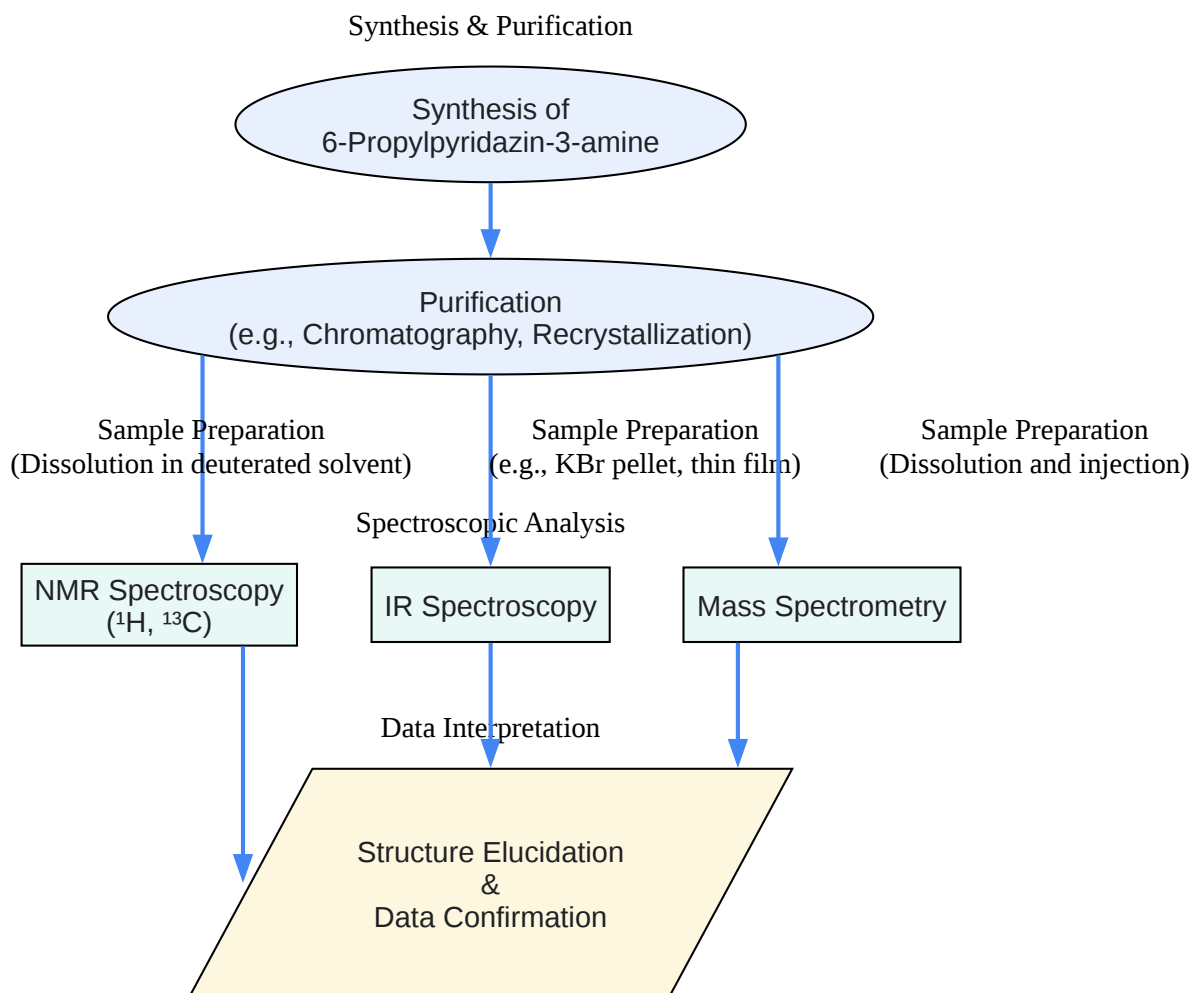 Synthesis & Purification
Synthesis of
6-Propylpyridazin-3-amine
Purification
(e.g., Chromatography, Recrystallization)
Sample Preparation
(Dissolution in deuterated solvent)
Sample Preparation
(e.g., KBr pellet, thin film)
Sample Preparation
(Dissolution and injection)
Spectroscopic Analysis
NMR Spectroscopy
(¹H, ¹³C)
IR Spectroscopy
Mass Spectrometry
Data Interpretation
Structure Elucidation
&
Data Confirmation